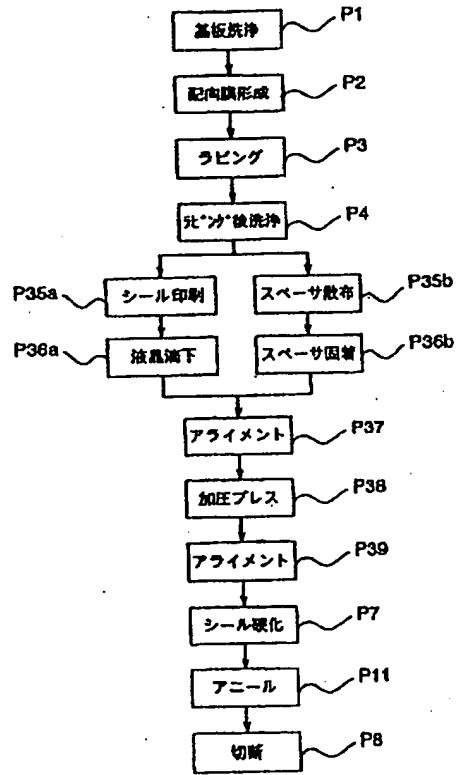 基板洗浄 P1
配向膜形成 P2
ラビング P3
ラビング後洗浄 P4
P35a シール印刷 スペーサ散布 P35b
P36a 液晶滴下 スペーサ固着 P36b
アライメント P37
加圧プレス P38
アライメント P39
シール硬化 P7
アニール P11
切断 P8